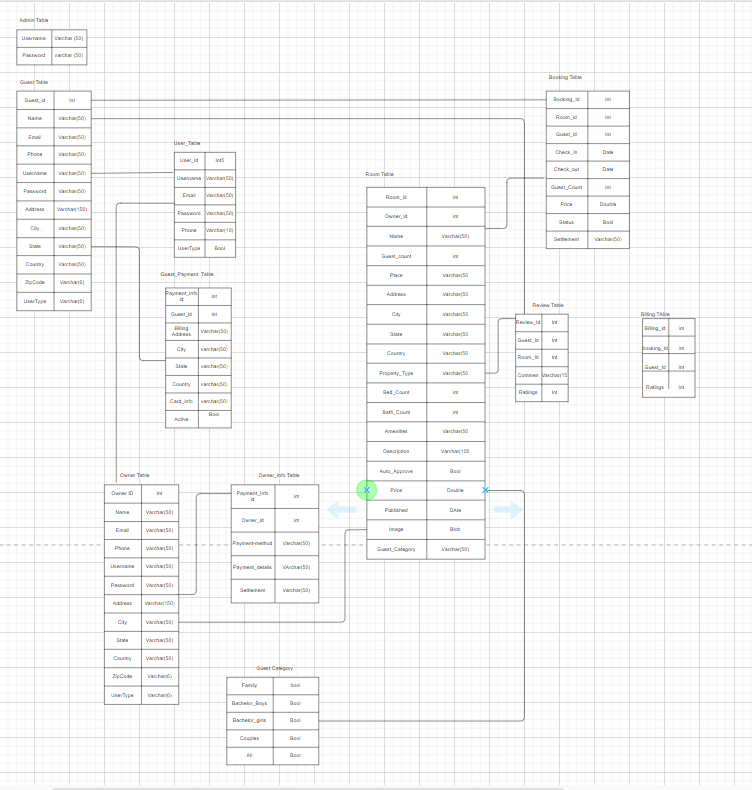 Admin Table
Username Varchar (50)
Password varchar (50)
Guest Table
Guest_id int
Name Varchar(50)
Email Varchar(50)
Phone Varchar(50)
Username Varchar(50)
Password Varchar(50)
Address Varchar(150)
City Varchar(50)
State Varchar(50)
Country Varchar(50)
ZipCode Varchar(6)
UserType Varchar(6)
User_Table
User_id Int5
Username Varchar(50)
Email Varchar(50)
Password Varchar(50)
Phone Varchar(10)
UserType Bool
Guest_Payment Table
Payment_info
id int
Guest_id int
Billing
Address Varchar(50)
City Varchar(50)
State Varchar(50)
Country varchar(50)
Card_info varchar(50)
Active Bool
Room Table
Room_id int
Owner_id int
Name Varchar(50)
Guest_count int
Place Varchar(50
Address Varchar(50
City Varchar(50
State Varchar(50
Country Varchar(50
Property_Type Varchar(50
Bed_Count int
Bath_Count int
Amenities Varchar(50
Description Varchar(150
Auto_Approve Bool
Price Double
Published DAte
Image Blob
Guest_Category Varchar(50)
Booking Table
Booking_id Int
Room_id Int
Guest_id Int
Check_in Date
Check_out Date
Guest_Count Int
Price Double
Status Bool
Settlement Varchar(50)
Review Table
Review_id Int
Guest_id Int
Room_id Int
Commen Varchar(15
Ratiings Int
Billing TAble
Billing_id Int
booking_id Int
Guest_id Int
Ratings Int
Owner Table
Owner ID Int
Name Varchar(50)
Email Varchar(50)
Phone Varchar(50)
Username Varchar(50)
Password Varchar(50)
Address Varchar(150)
City Varchar(50)
State Varchar(50)
Country Varchar(50)
ZipCode Varchar(6)
UserType Varchar(6)
Owner_info Table
Payment_info
id int
Owner_id int
Payment-method Varchar(50)
Payment_details VArchar(50)
Settlement Varchar(50)
Guest Category
Family bool
Bachelor_Boys Bool
Bachelor_girls Bool
Couples Bool
All Bool